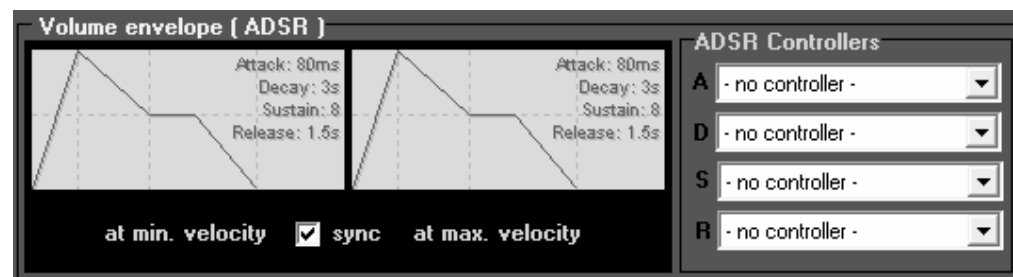 Volume envelope ( ADSR )
Attack: 80ms
Decay: 3s
Sustain: 8
Release: 1.5s
Attack: 80ms
Decay: 3s
Sustain: 8
Release: 1.5s
at min. velocity sync at max. velocity
ADSR Controllers
A - no controller -
D - no controller -
S - no controller -
R - no controller -